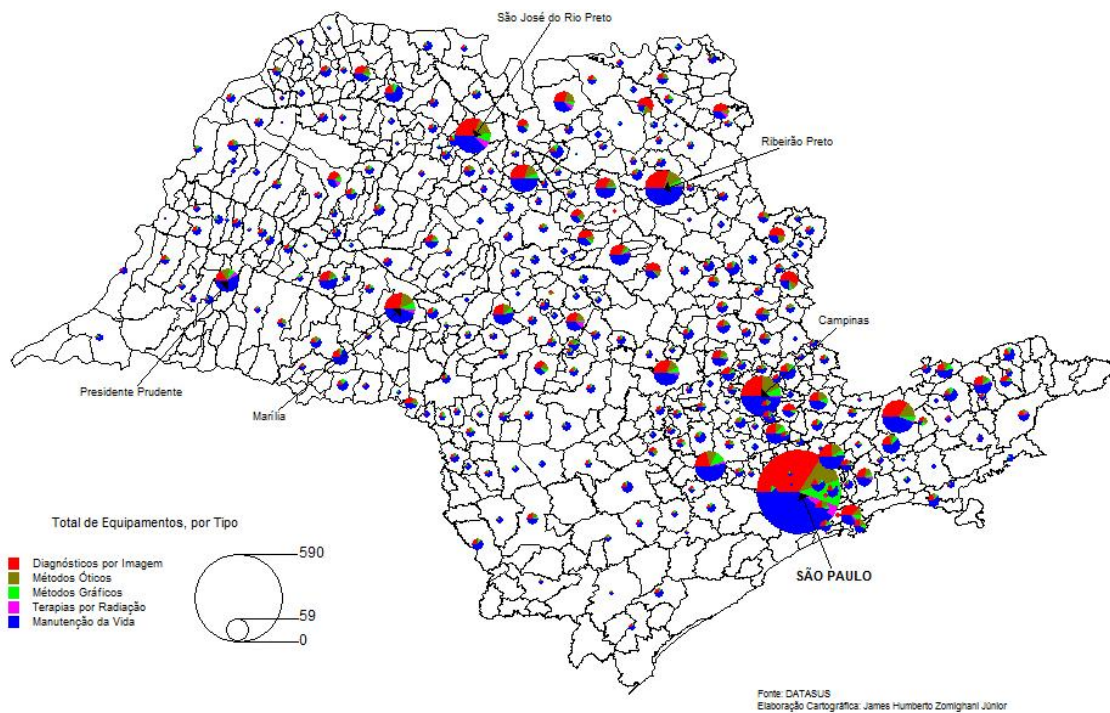 São José do Rio Preto
Ribeirão Preto
Campinas
Presidente Prudente
Marília
SÃO PAULO
Total de Equipamentos, por Tipo
Diagnósticos por Imagem
Métodos Óticos
Métodos Gráficos
Terapias por Radiação
Manutenção da Vida
590
59
0
Fonte: DATASUS
Elaboração Cartográfica: James Humberto Zomighani Júnior